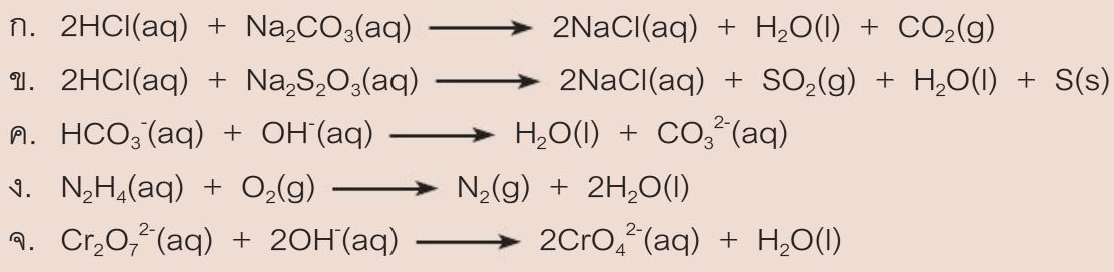 ก. 2HCl(aq) + Na₂CO₃(aq) ⟶ 2NaCl(aq) + H₂O(l) + CO₂(g)
ข. 2HCl(aq) + Na₂S₂O₃(aq) ⟶ 2NaCl(aq) + SO₂(g) + H₂O(l) + S(s)
ค. HCO₃⁻(aq) + OH⁻(aq) ⟶ H₂O(l) + CO₃²⁻(aq)
ง. N₂H₄(aq) + O₂(g) ⟶ N₂(g) + 2H₂O(l)
จ. Cr₂O₇²⁻(aq) + 2OH⁻(aq) ⟶ 2CrO₄²⁻(aq) + H₂O(l)